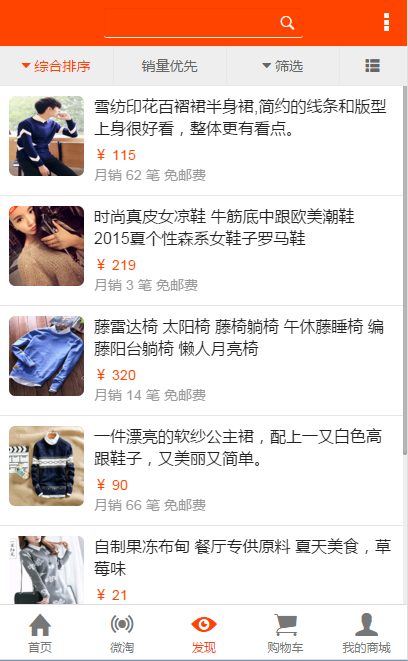 综合排序 销量优先 筛选
雪纺印花百褶裙半身裙,简约的线条和版型
上身很好看，整体更有看点。
¥ 115
月销 62 笔 免邮费
时尚真皮女凉鞋 牛筋底中跟欧美潮鞋
2015夏个性森系女鞋子罗马鞋
¥ 219
月销 3 笔 免邮费
藤雷达椅 太阳椅 藤椅躺椅 午休藤睡椅 编
藤阳台躺椅 懒人月亮椅
¥ 320
月销 14 笔 免邮费
一件漂亮的软纱公主裙，配上一又白色高
跟鞋子，又美丽又简单。
¥ 90
月销 66 笔 免邮费
自制果冻布甸 餐厅专供原料 夏天美食，草
莓味
¥ 21
首页 微淘 发现 购物车 我的商城